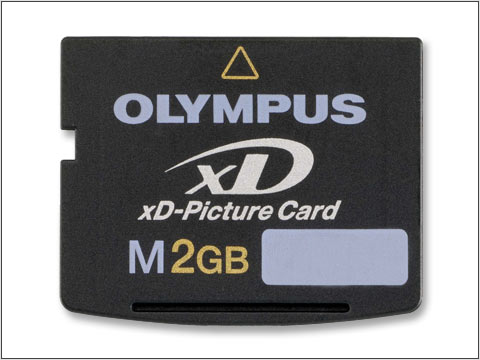 OLYMPUS
xD
xD-Picture Card
M 2GB